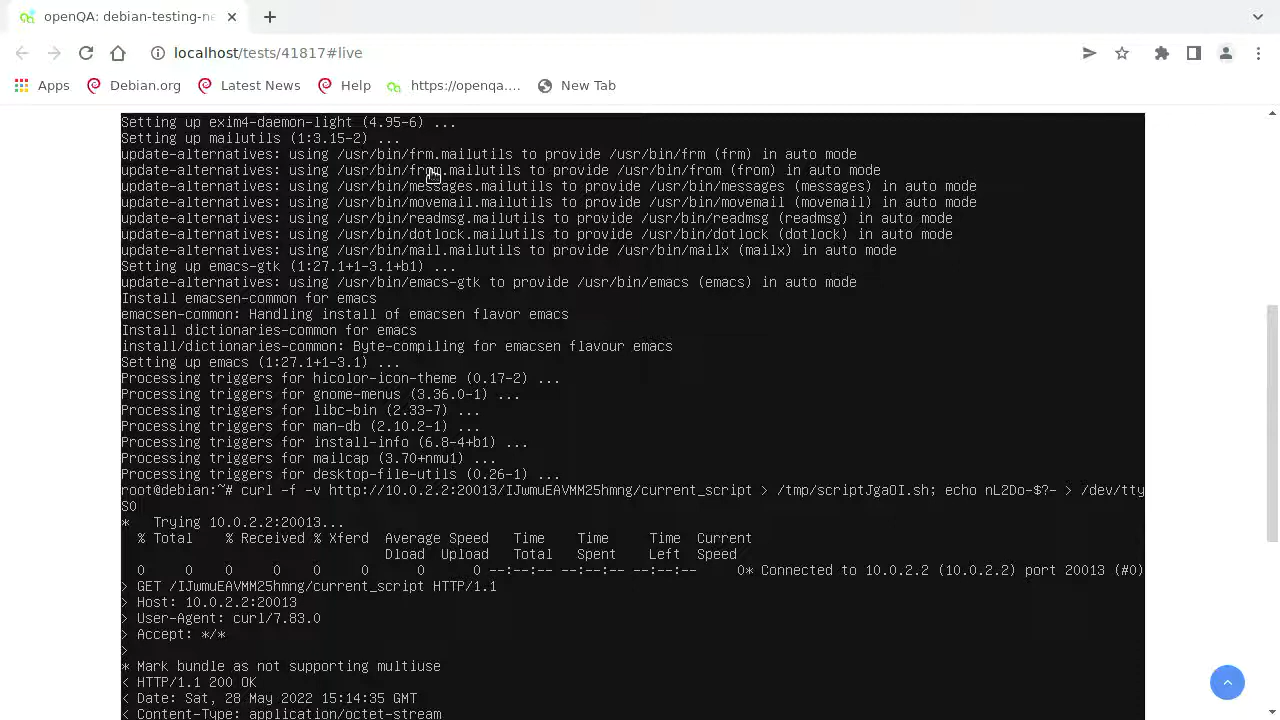 openQA: debian-testing-ne
localhost/tests/41817#live
Apps
Debian.org
Latest News
Help
https://openqa....
New Tab
Setting up exim4-daemon-light (4.95-6) ...
Setting up mailutils (1:3.15-2) ...
update-alternatives: using /usr/bin/frm.mailutils to provide /usr/bin/frm (frm) in auto mode
update-alternatives: using /usr/bin/from.mailutils to provide /usr/bin/from (from) in auto mode
update-alternatives: using /usr/bin/messages.mailutils to provide /usr/bin/messages (messages) in auto mode
update-alternatives: using /usr/bin/movemail.mailutils to provide /usr/bin/movemail (movemail) in auto mode
update-alternatives: using /usr/bin/readmsg.mailutils to provide /usr/bin/readmsg (readmsg) in auto mode
update-alternatives: using /usr/bin/dotlock.mailutils to provide /usr/bin/dotlock (dotlock) in auto mode
update-alternatives: using /usr/bin/mail.mailutils to provide /usr/bin/mailx (mailx) in auto mode
Setting up emacs-gtk (1:27.1+1-3.1+b1) ...
update-alternatives: using /usr/bin/emacs-gtk to provide /usr/bin/emacs (emacs) in auto mode
Install emacsen-common for emacs
emacsen-common: Handling install of emacsen flavor emacs
Install dictionaries-common for emacs
install/dictionaries-common: Byte-compiling for emacsen flavour emacs
Setting up emacs (1:27.1+1-3.1) ...
Processing triggers for hicolor-icon-theme (0.17-2) ...
Processing triggers for gnome-menus (3.36.0-1) ...
Processing triggers for libc-bin (2.33-7) ...
Processing triggers for man-db (2.10.2-1) ...
Processing triggers for install-info (6.8-4+b1) ...
Processing triggers for mailcap (3.70+nmu1) ...
Processing triggers for desktop-file-utils (0.26-1) ...
root@debian:~# curl -f -v http://10.0.2.2:20013/IJwmuEAVMM25hmng/current_script > /tmp/scriptJgaOI.sh; echo nL2Do-$?- > /dev/tty
S0
*   Trying 10.0.2.2:20013...
% Total    % Received % Xferd  Average Speed   Time    Time     Time  Current
Dload  Upload   Total   Spent    Left  Speed
0     0    0     0    0     0      0      0 --:--:-- --:--:-- --:--:--     0* Connected to 10.0.2.2 (10.0.2.2) port 20013 (#0)
> GET /IJwmuEAVMM25hmng/current_script HTTP/1.1
> Host: 10.0.2.2:20013
> User-Agent: curl/7.83.0
> Accept: */*
>
* Mark bundle as not supporting multiuse
< HTTP/1.1 200 OK
< Date: Sat, 28 May 2022 15:14:35 GMT
< Content-Type: application/octet-stream